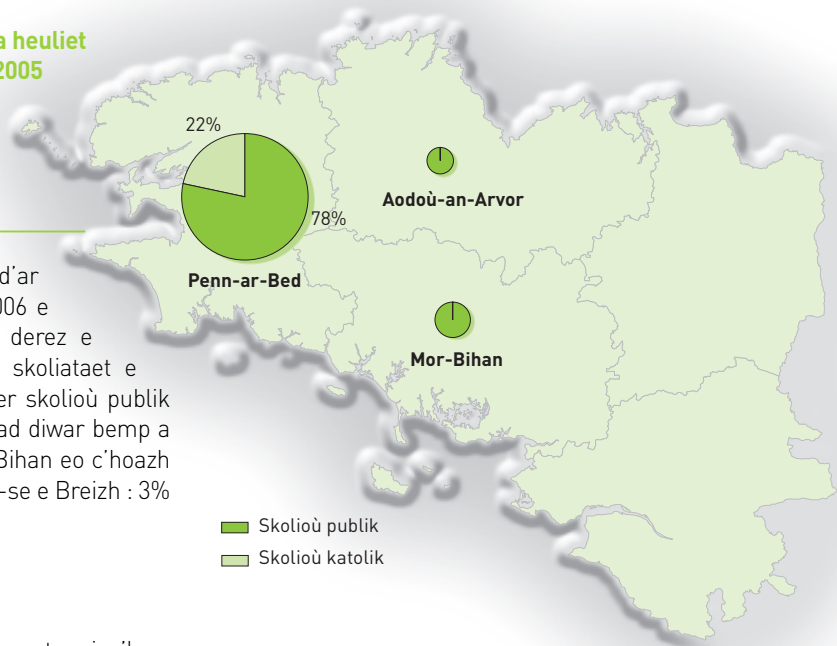 a heuliet
2005
d'ar
006 e
derez e
skoliataet e
er skolioù publik
ad diwar bemp a
Bihan eo c'hoazh
-se e Breizh : 3%
22%
78%
Penn-ar-Bed
Aodoù-an-Arvor
Mor-Bihan
Skolioù publik
Skolioù katolik